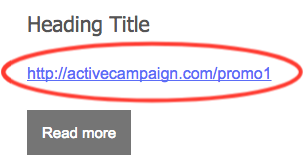 Heading Title
http://activecampaign.com/promo1
Read more